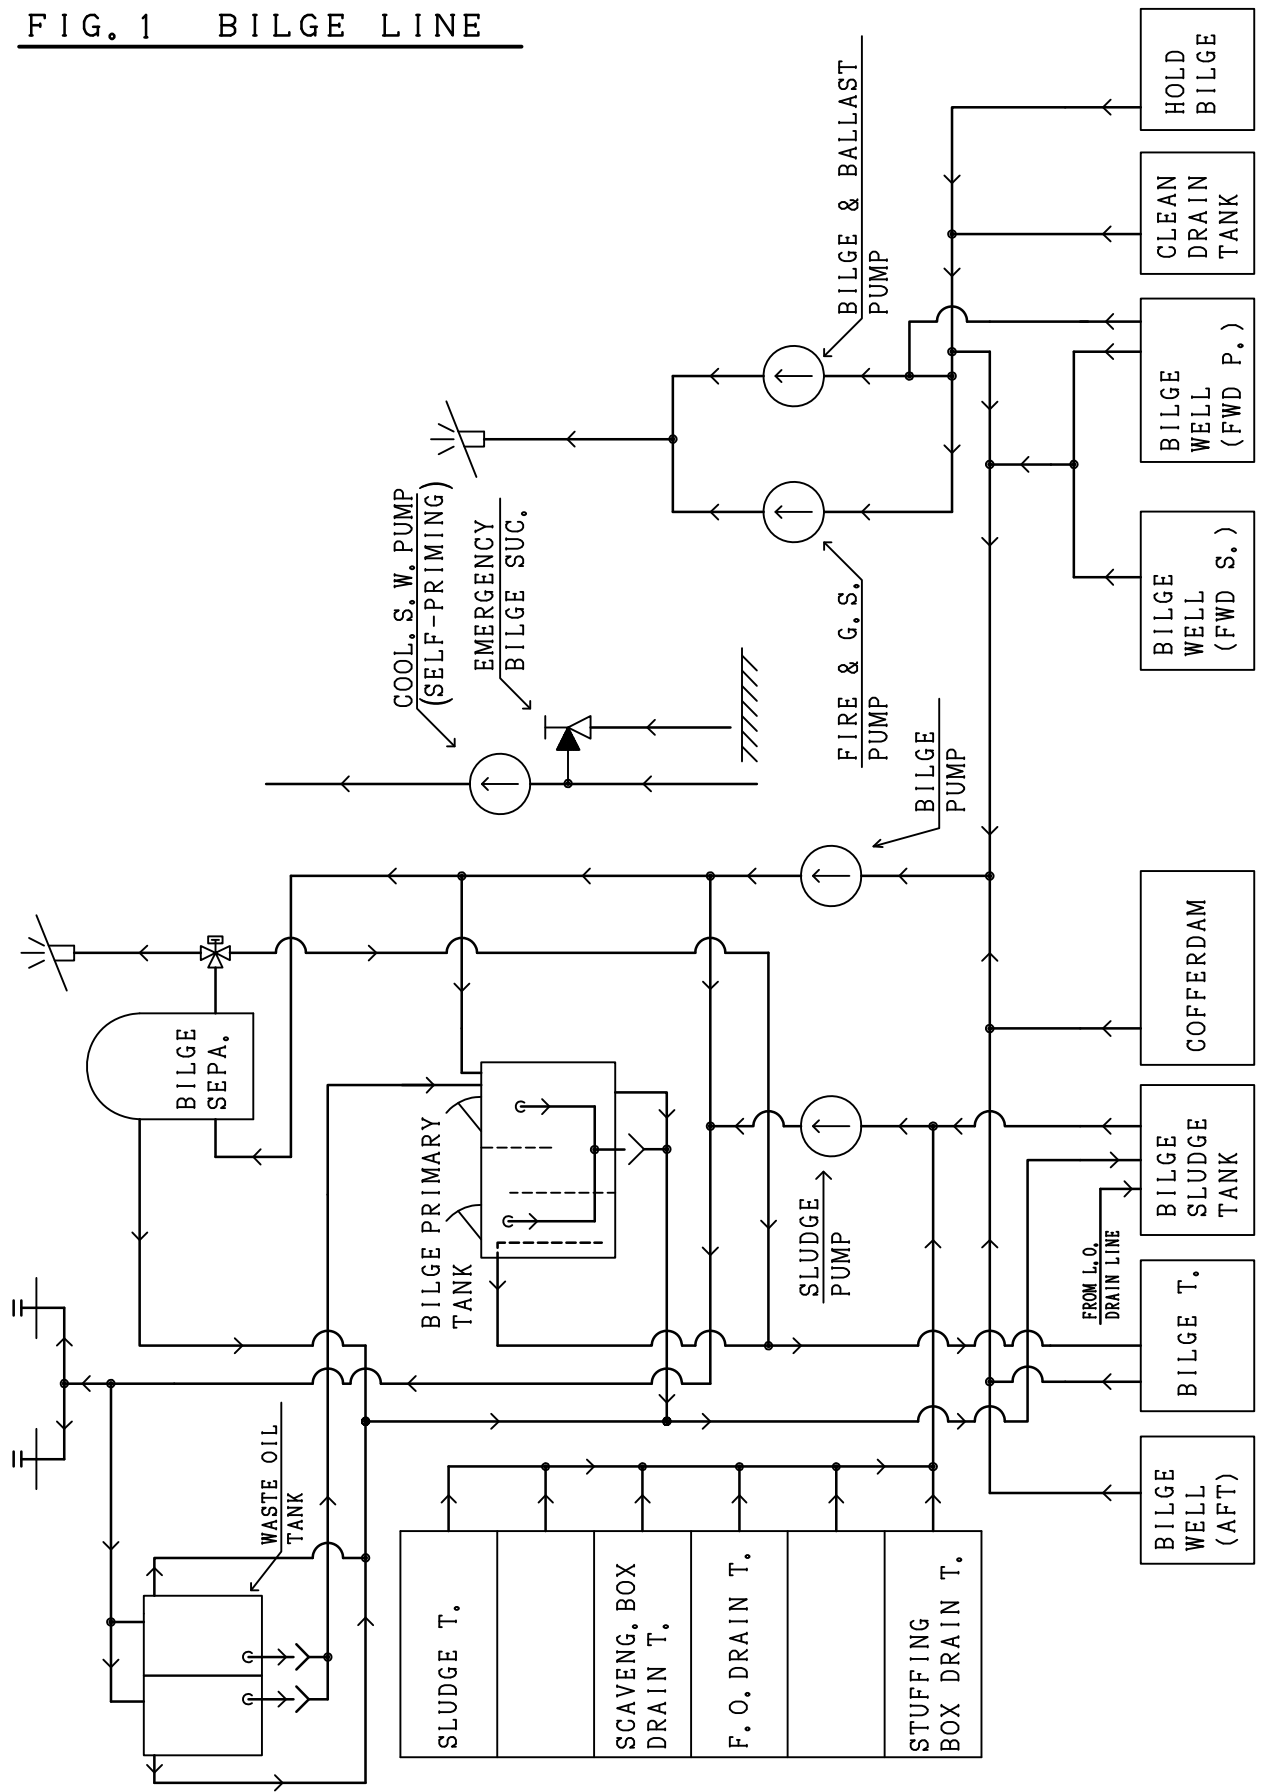 FIG. 1 BILGE LINE
HOLD
BILGE
CLEAN
DRAIN
TANK
BILGE & BALLAST
PUMP
BILGE
WELL
(FWD P.)
COOL. S. W. PUMP
(SELF-PRIMING)
EMERGENCY
BILGE SUC.
FIRE & G.S.
PUMP
BILGE
WELL
(FWD S.)
BILGE
PUMP
COFFERDAM
BILGE
SEPA.
BILGE PRIMARY
TANK
SLUDGE
PUMP
BILGE
SLUDGE
TANK
FROM L.O.
DRAIN LINE
BILGE T.
WASTE OIL
TANK
BILGE
WELL
(AFT)
SLUDGE T.
SCAVENG. BOX
DRAIN T.
F. O. DRAIN T.
STUFFING
BOX DRAIN T.